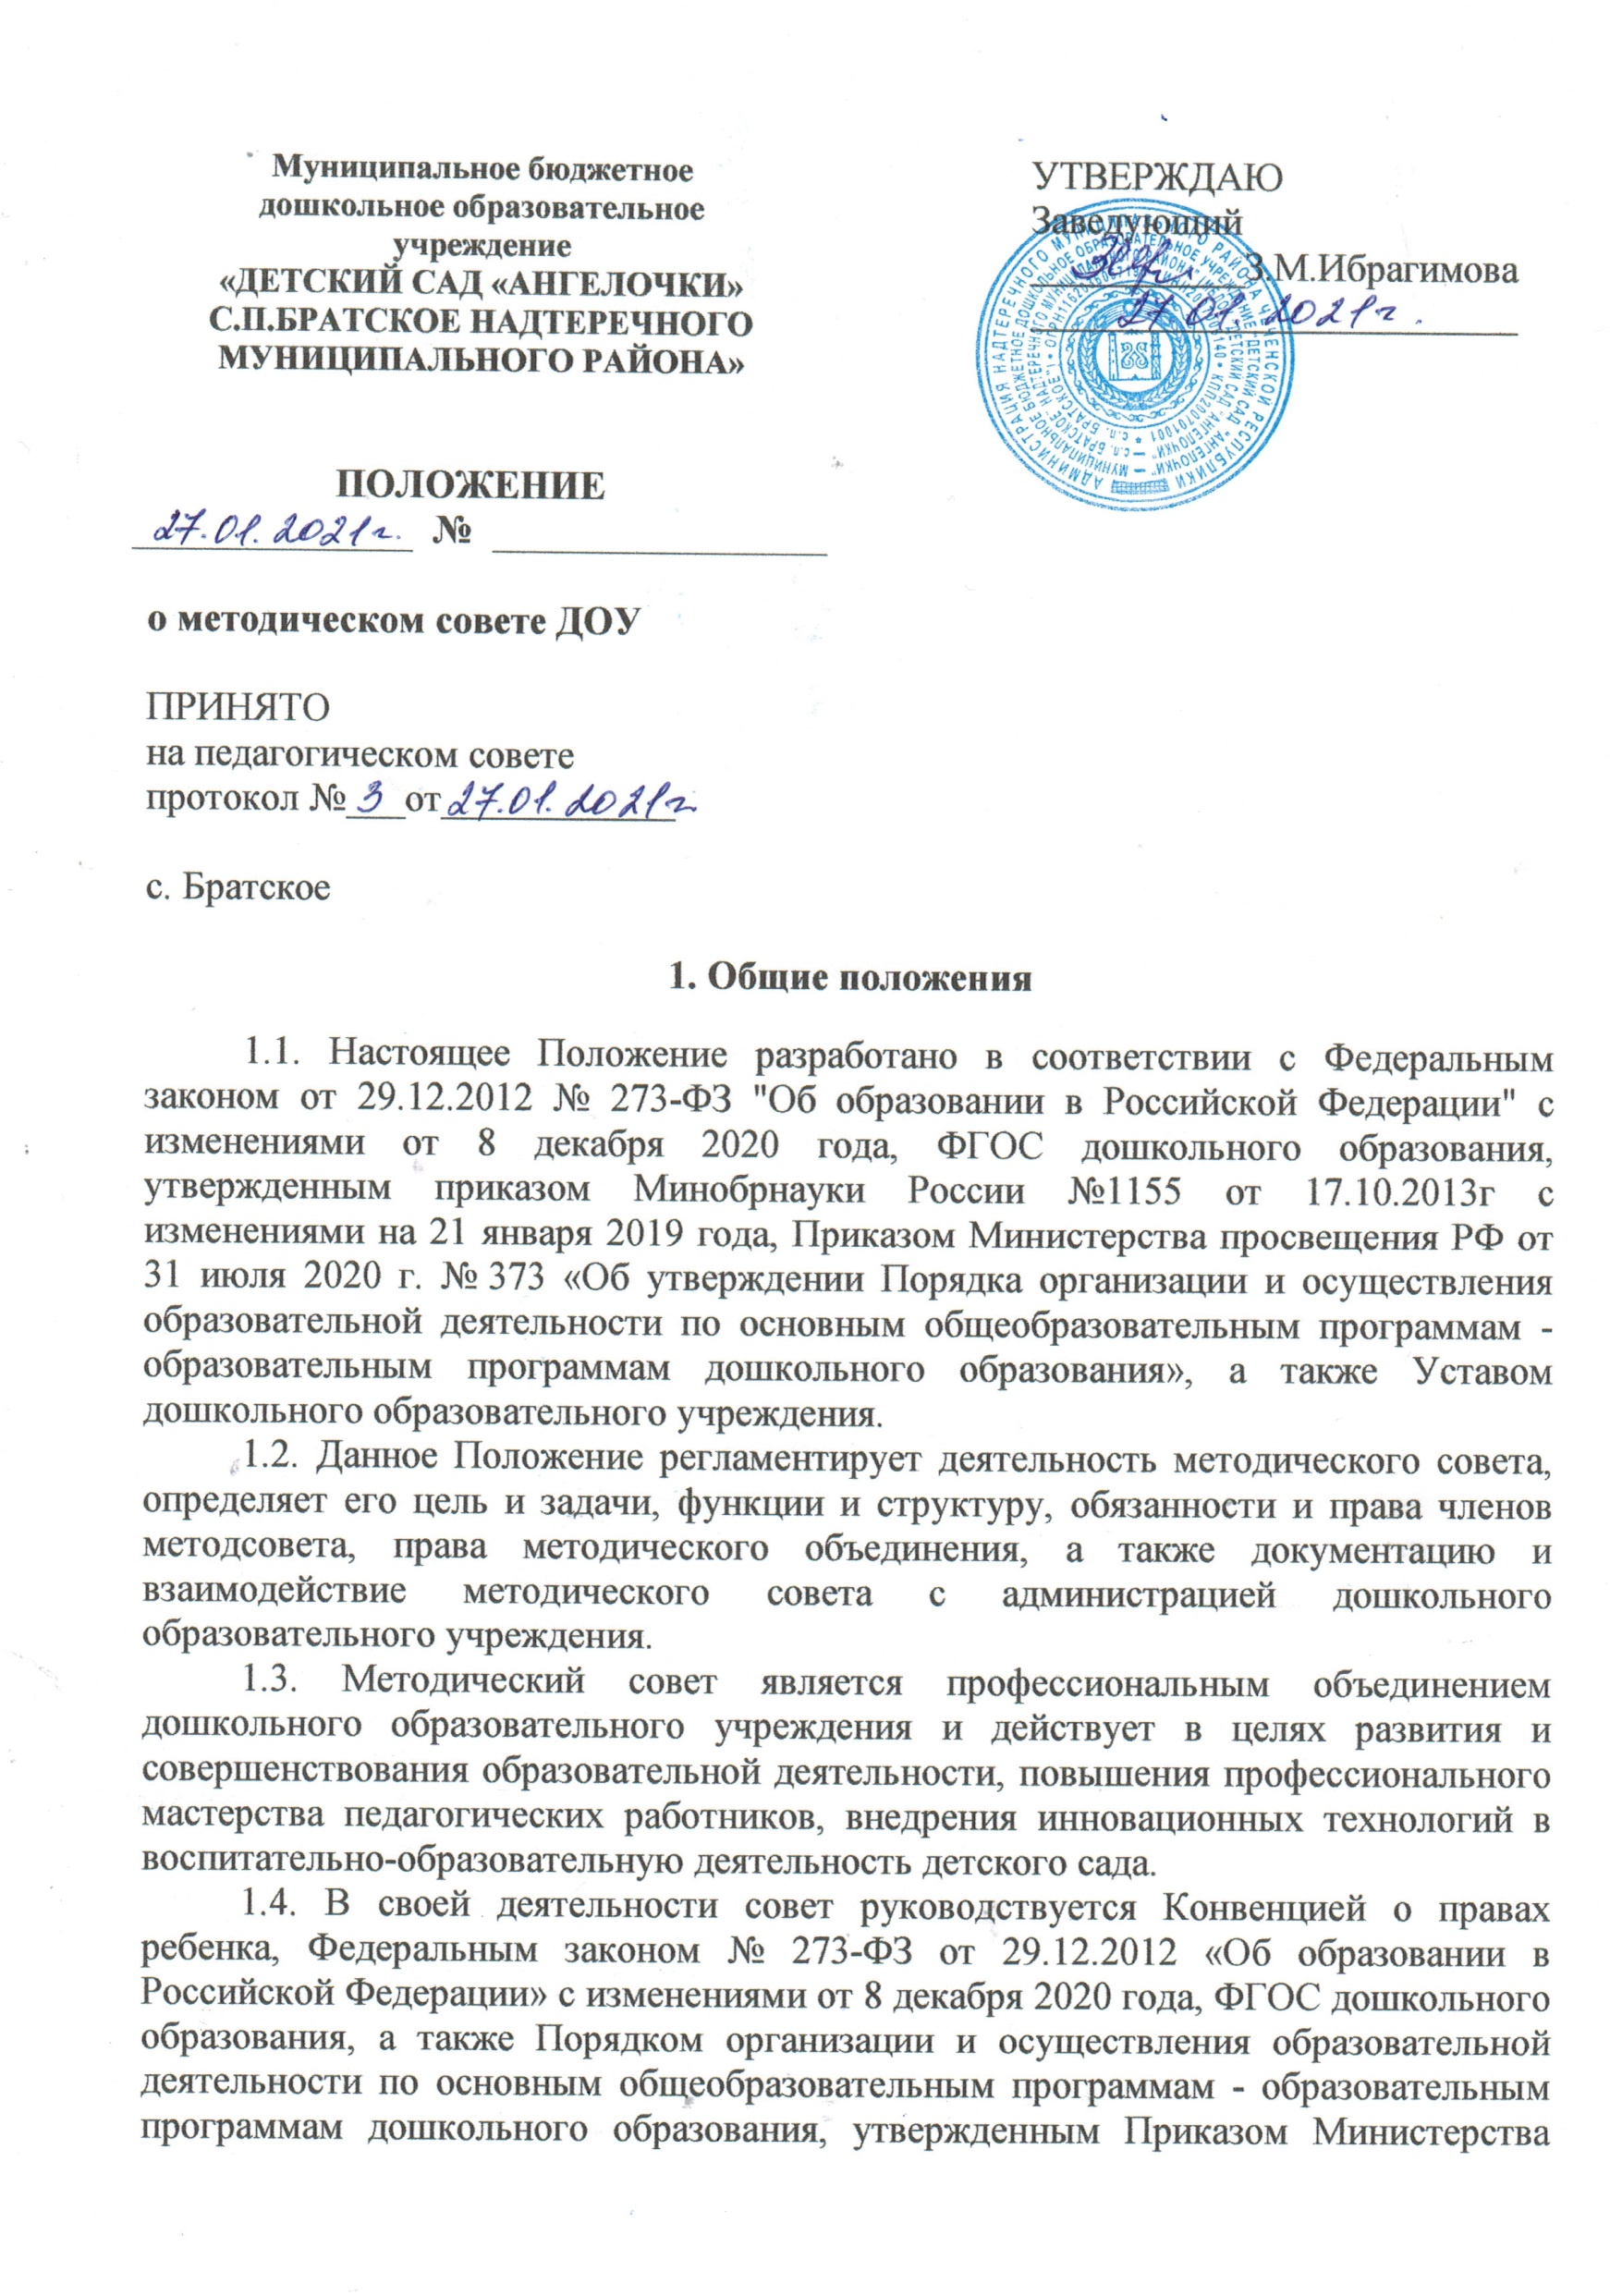 Муниципальное бюджетное
дошкольное образовательное
учреждение
«ДЕТСКИЙ САД «АНГЕЛОЧКИ»
С.П.БРАТСКОЕ НАДТЕРЕЧНОГО
МУНИЦИПАЛЬНОГО РАЙОНА»
УТВЕРЖДАЮ
Заведующий
З.М.Ибрагимова
27.01.2021г.
ПОЛОЖЕНИЕ
27.01.2021г. №
о методическом совете ДОУ
ПРИНЯТО
на педагогическом совете
протокол № 3 от 27.01.2021г.
с. Братское
1. Общие положения
1.1. Настоящее Положение разработано в соответствии с Федеральным
законом от 29.12.2012 № 273-ФЗ "Об образовании в Российской Федерации" с
изменениями от 8 декабря 2020 года, ФГОС дошкольного образования,
утвержденным приказом Минобрнауки России №1155 от 17.10.2013г с
изменениями на 21 января 2019 года, Приказом Министерства просвещения РФ от
31 июля 2020 г. № 373 «Об утверждении Порядка организации и осуществления
образовательной деятельности по основным общеобразовательным программам -
образовательным программам дошкольного образования», а также Уставом
дошкольного образовательного учреждения.
1.2. Данное Положение регламентирует деятельность методического совета,
определяет его цель и задачи, функции и структуру, обязанности и права членов
методсовета, права методического объединения, а также документацию и
взаимодействие методического совета с администрацией дошкольного
образовательного учреждения.
1.3. Методический совет является профессиональным объединением
дошкольного образовательного учреждения и действует в целях развития и
совершенствования образовательной деятельности, повышения профессионального
мастерства педагогических работников, внедрения инновационных технологий в
воспитательно-образовательную деятельность детского сада.
1.4. В своей деятельности совет руководствуется Конвенцией о правах
ребенка, Федеральным законом № 273-ФЗ от 29.12.2012 «Об образовании в
Российской Федерации» с изменениями от 8 декабря 2020 года, ФГОС дошкольного
образования, а также Порядком организации и осуществления образовательной
деятельности по основным общеобразовательным программам - образовательным
программам дошкольного образования, утвержденным Приказом Министерства